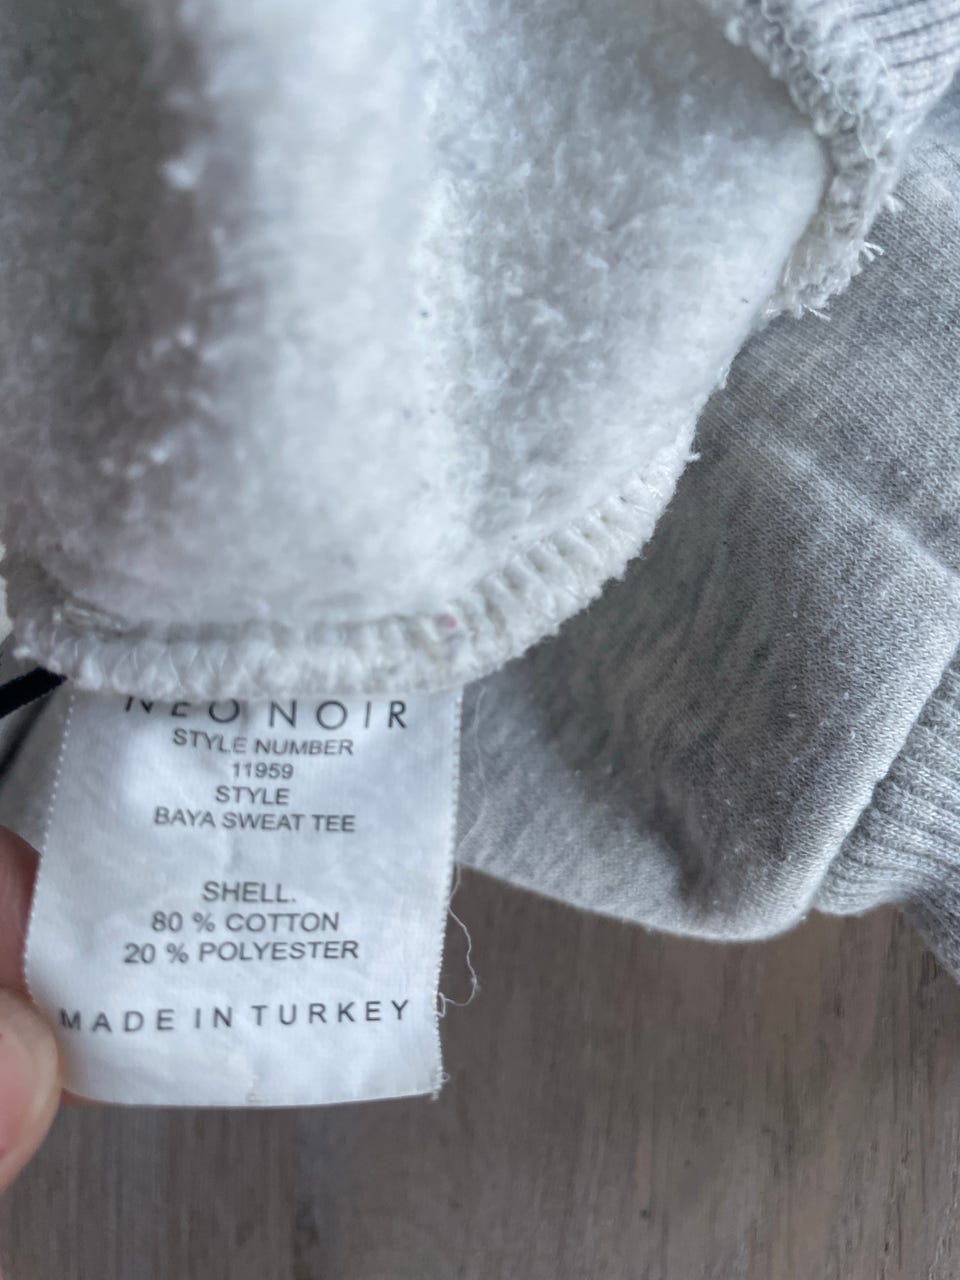 NEO NOIR
STYLE NUMBER
11959
STYLE
BAYA SWEAT TEE
SHELL.
80 % COTTON
20 % POLYESTER
MADE IN TURKEY